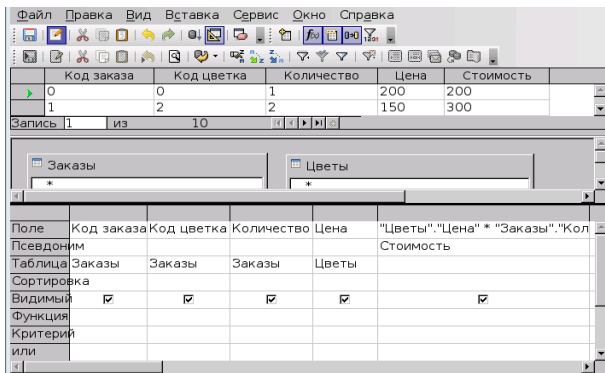 Файл Правка Вид Вставка Сервис Окно Справка
Код заказа Код цветка Количество Цена Стоимость
0 0 1 200 200
1 2 2 150 300
Запись 1 из 10
Заказы Цветы
* *
Поле Код заказа Код цветка Количество Цена "Цветы"."Цена" * "Заказы"."Кол
Псевдоним Стоимость
Таблица Заказы Заказы Заказы Цветы
Сортировка
Видимый
Функция
Критерий
или